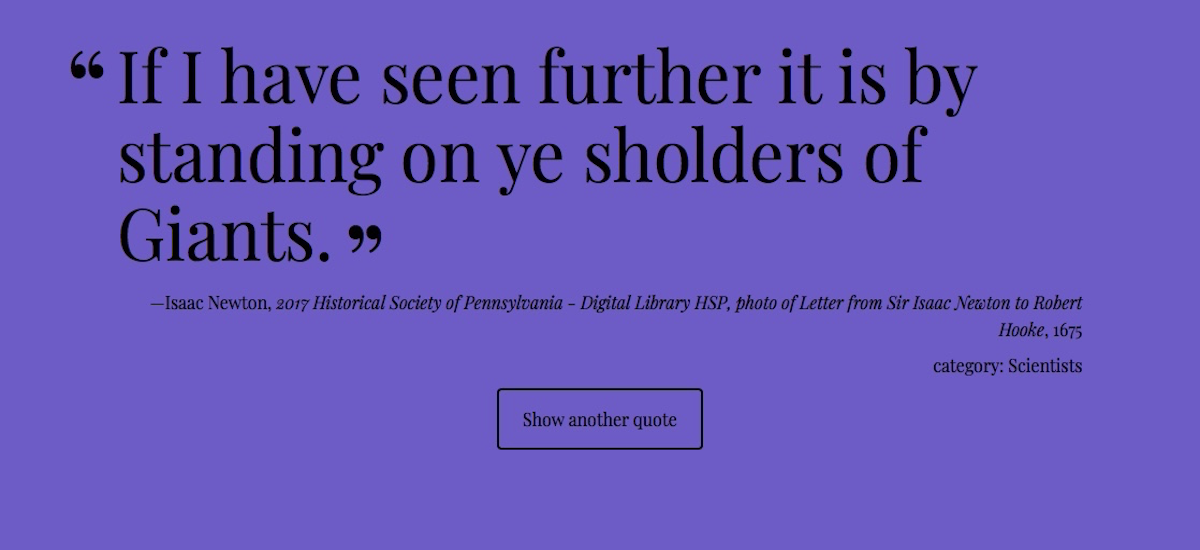 “ If I have seen further it is by
standing on ye sholders of
Giants. ”
—Isaac Newton, 2017 Historical Society of Pennsylvania - Digital Library HSP, photo of Letter from Sir Isaac Newton to Robert
Hooke, 1675
category: Scientists
Show another quote